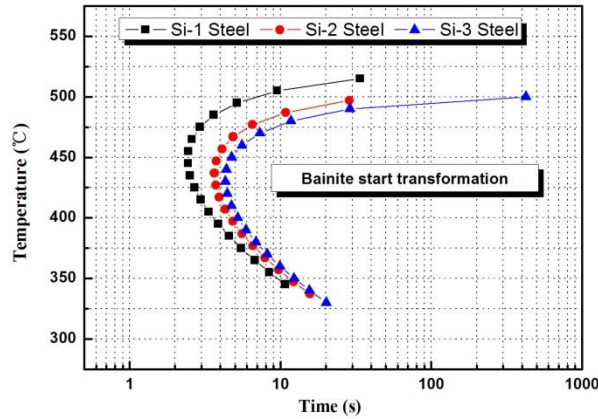 Si-1 Steel Si-2 Steel Si-3 Steel
550
500
450
400
350
300
Temperature (℃)
Bainite start transformation
1 10 100 1000
Time (s)